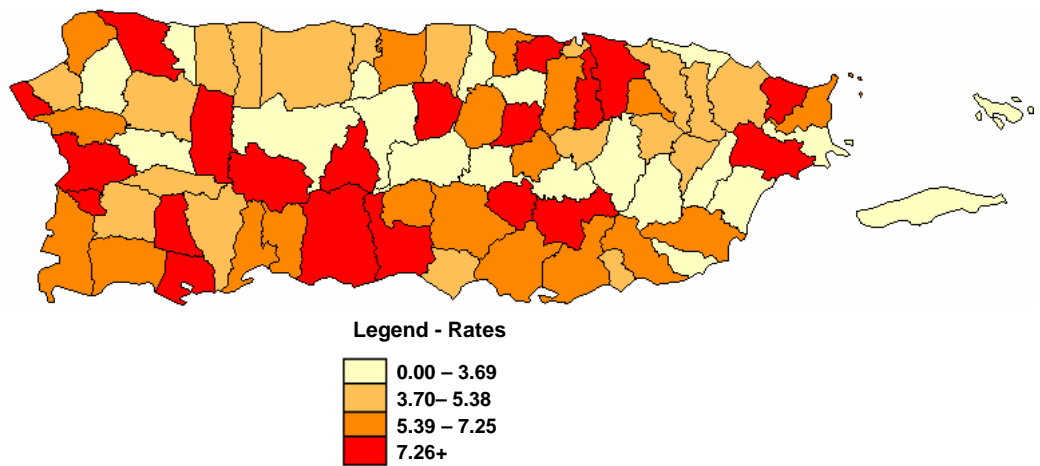 Legend - Rates
0.00 – 3.69
3.70– 5.38
5.39 – 7.25
7.26+